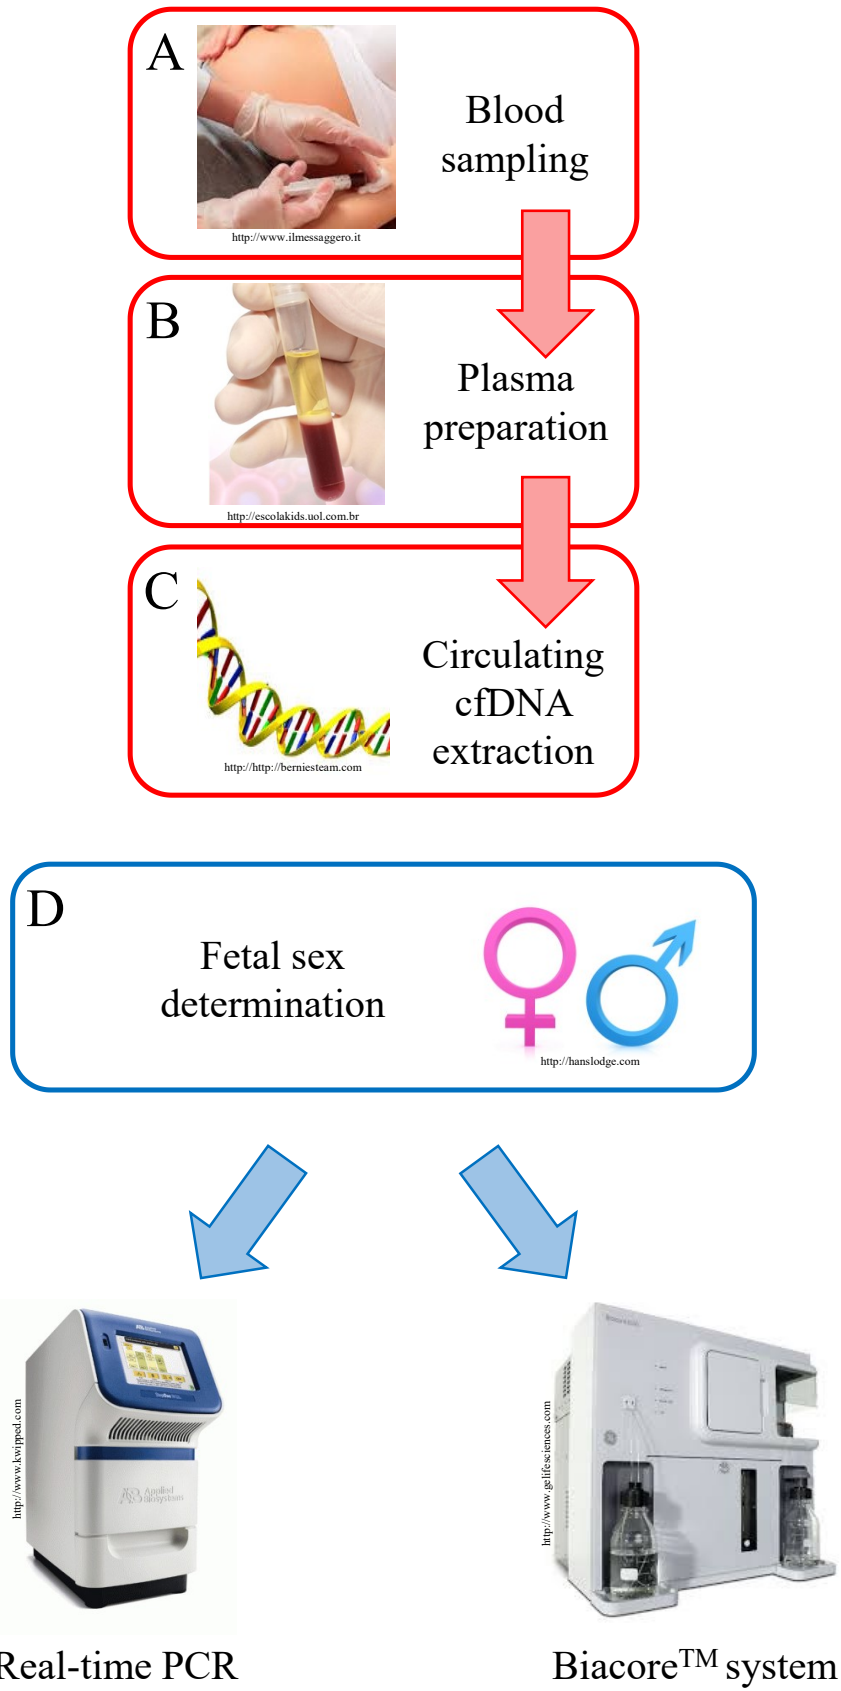 A
Blood
sampling
http://www.ilmessaggero.it
B
Plasma
preparation
http://escolakids.uol.com.br
C
Circulating
cfDNA
extraction
http://http://berniesteam.com
D
Fetal sex
determination
http://hanslodge.com
http://www.kwipped.com
Applied
Biosystems
http://www.gelifesciences.com
Real-time PCR
Biacore™ system